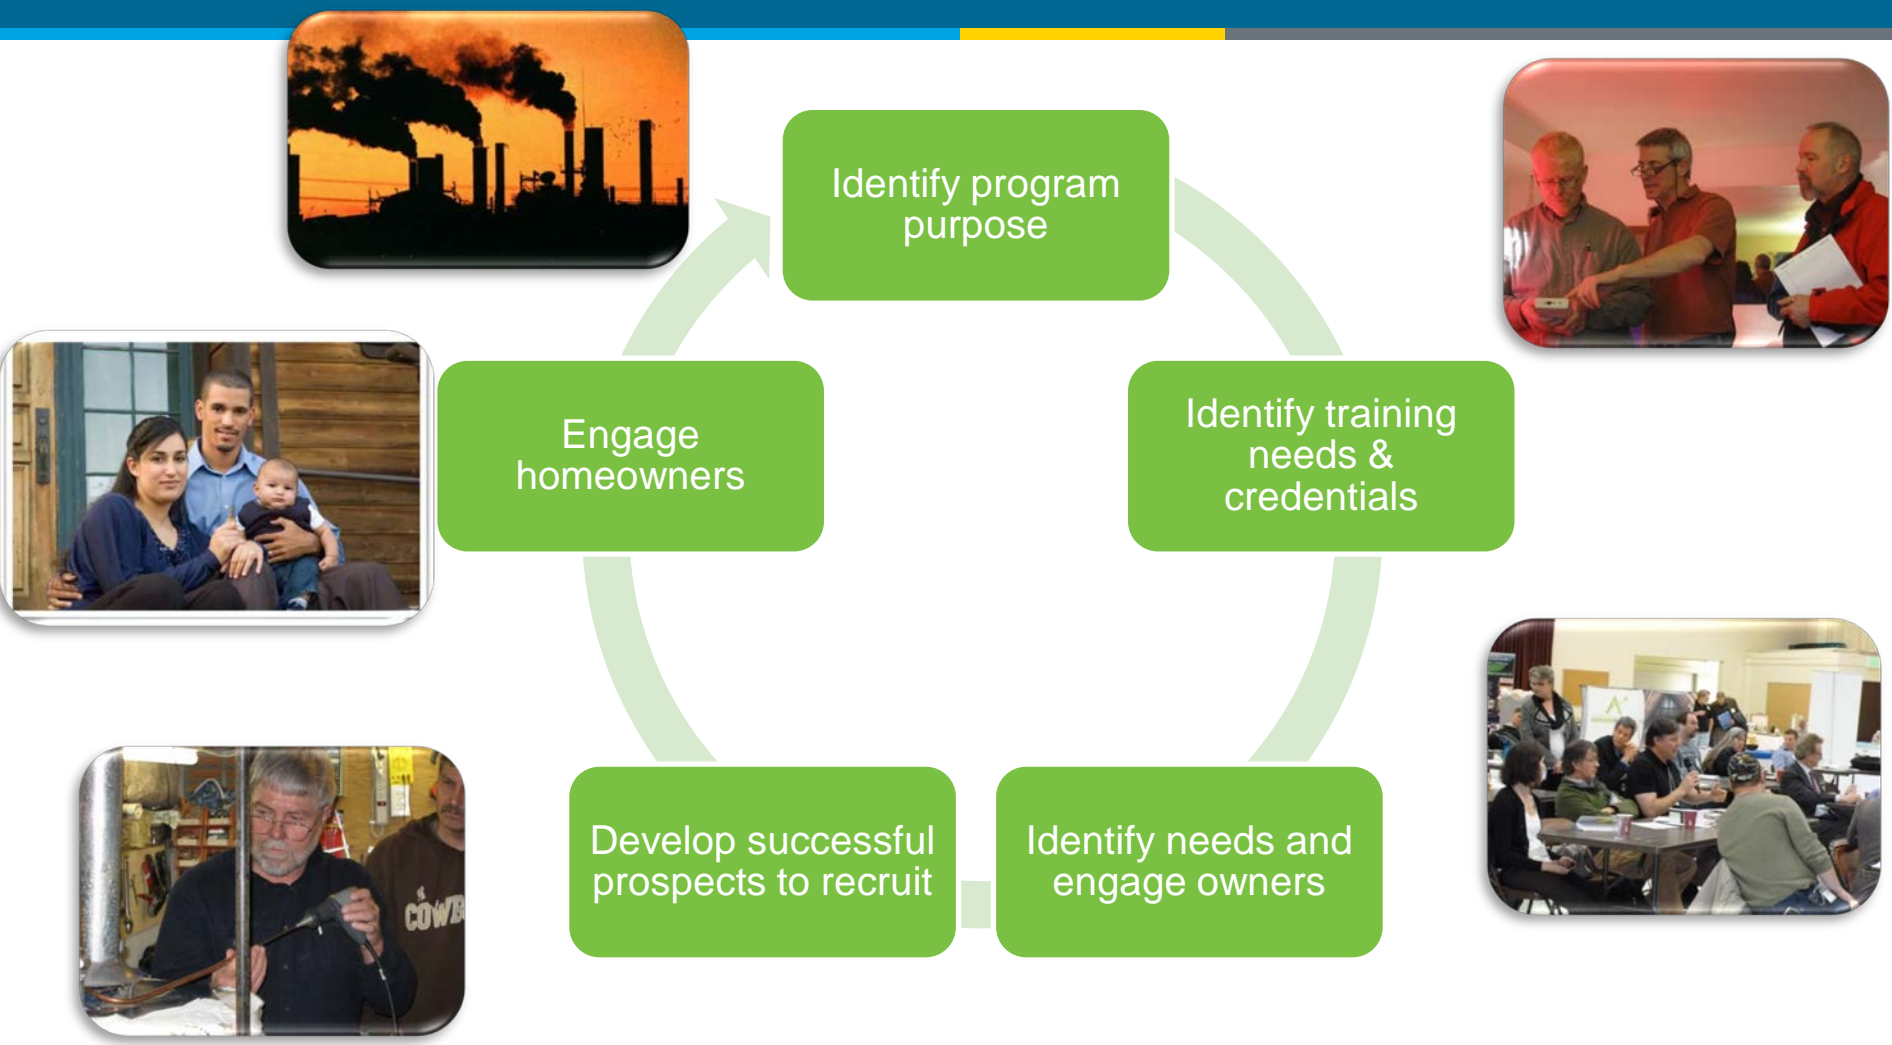 Identify program
purpose
Identify training
needs &
credentials
Identify needs and
engage owners
Develop successful
prospects to recruit
Engage
homeowners